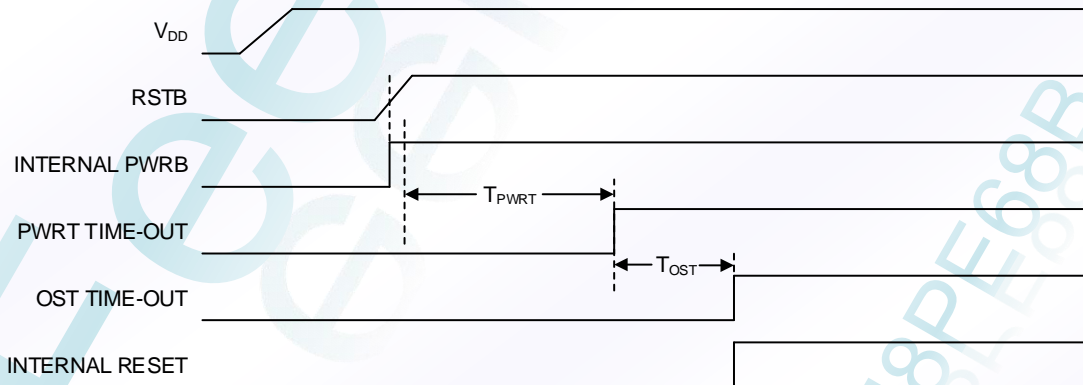 VDD
RSTB
INTERNAL PWRB
TPWRT
PWRT TIME-OUT
TOST
OST TIME-OUT
INTERNAL RESET